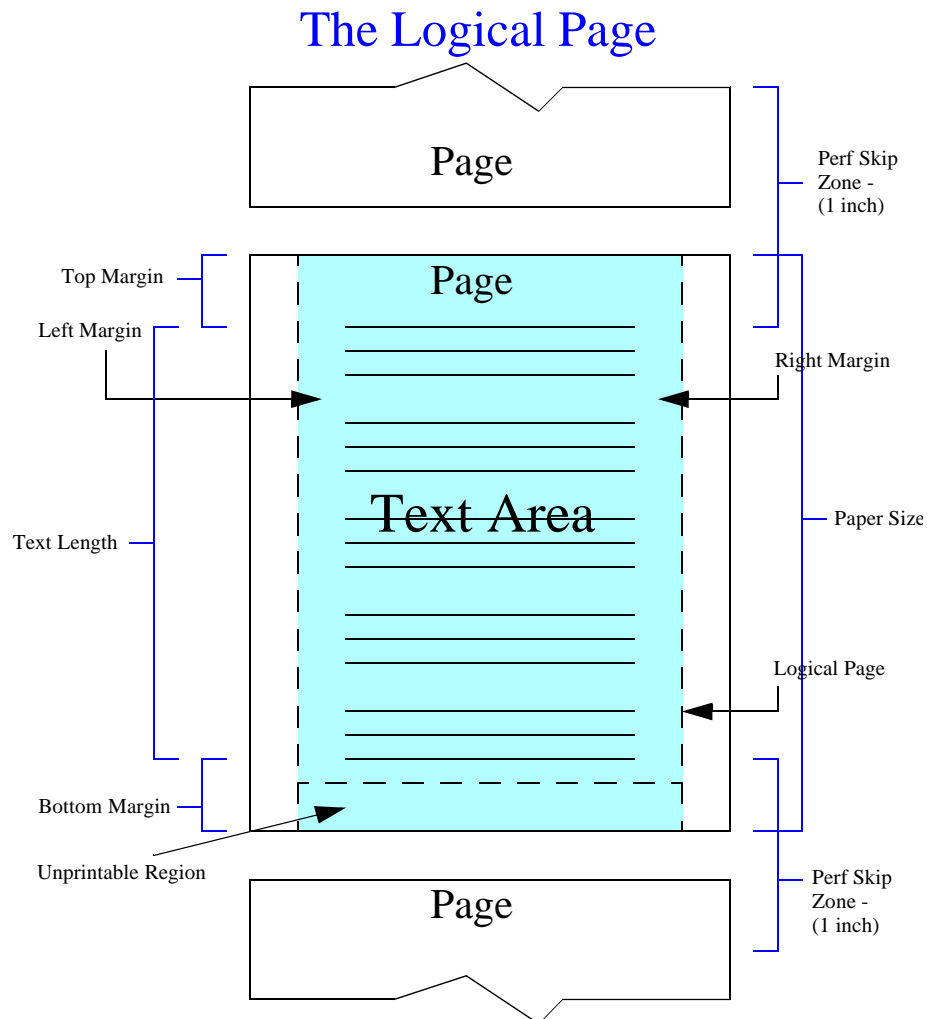 The Logical Page
Page
Perf Skip
Zone -
(1 inch)
Page
Top Margin
Left Margin
Right Margin
Text Area
Paper Size
Text Length
Logical Page
Bottom Margin
Unprintable Region
Perf Skip
Zone -
(1 inch)
Page